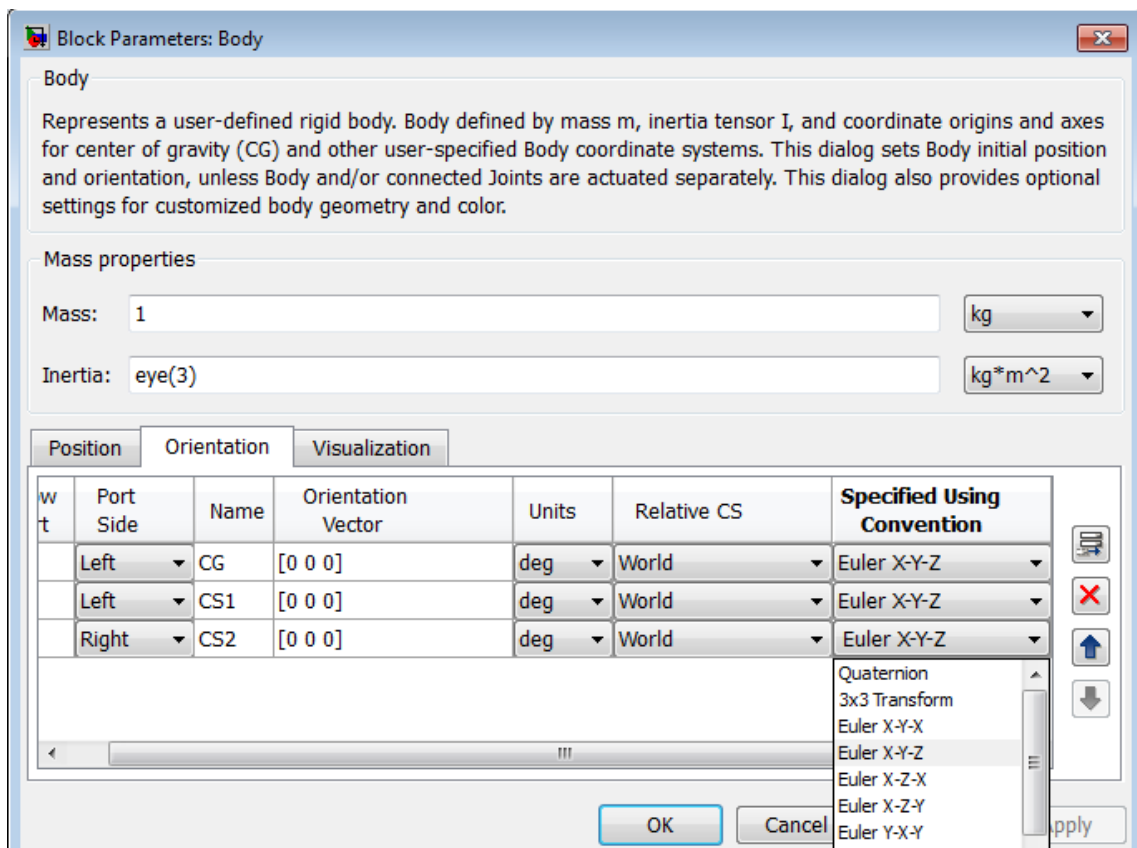 Block Parameters: Body
Body
Represents a user-defined rigid body. Body defined by mass m, inertia tensor I, and coordinate origins and axes
for center of gravity (CG) and other user-specified Body coordinate systems. This dialog sets Body initial position
and orientation, unless Body and/or connected Joints are actuated separately. This dialog also provides optional
settings for customized body geometry and color.
Mass properties
Mass: 1 kg
Inertia: eye(3) kg*m^2
Position Orientation Visualization
w Port Orientation Specified Using
t Side Name Vector Units Relative CS Convention
Left CG [0 0 0] deg World Euler X-Y-Z
Left CS1 [0 0 0] deg World Euler X-Y-Z
Right CS2 [0 0 0] deg World Euler X-Y-Z
Quaternion
3x3 Transform
Euler X-Y-X
Euler X-Y-Z
Euler X-Z-X
Euler X-Z-Y
Euler Y-X-Y
OK Cancel pply